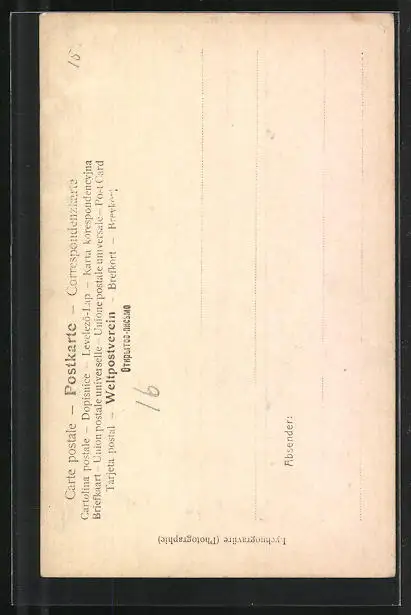 Carte postale – Postkarte – Correspondenzkarte
Cartolina postale – Dopisnice – Levelező-Lap – Karta korespondencyjna
Briefkaart – Union postale universelle – Unione postale universale – Post Card
Tarjeta postal – Weltpostverein – Brefkort – Brevkort
Открытое-письмо
15
16
Absender:
Lychnogravüre (Photographie)